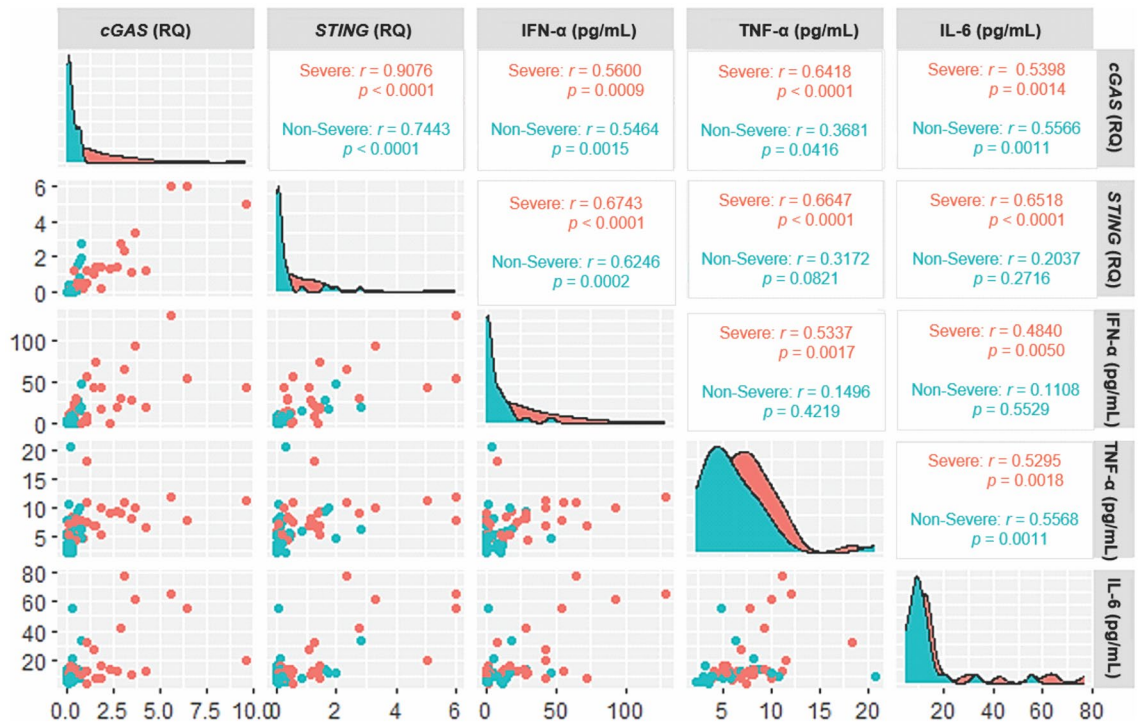 cGAS (RQ)
STING (RQ)
IFN-α (pg/mL)
TNF-α (pg/mL)
IL-6 (pg/mL)
Severe: r = 0.9076
p < 0.0001
Non-Severe: r = 0.7443
p < 0.0001
Severe: r = 0.5600
p = 0.0009
Non-Severe: r = 0.5464
p = 0.0015
Severe: r = 0.6418
p < 0.0001
Non-Severe: r = 0.3681
p = 0.0416
Severe: r = 0.5398
p = 0.0014
Non-Severe: r = 0.5566
p = 0.0011
cGAS (RQ)
6
4
2
0
Severe: r = 0.6743
p < 0.0001
Non-Severe: r = 0.6246
p = 0.0002
Severe: r = 0.6647
p < 0.0001
Non-Severe: r = 0.3172
p = 0.0821
Severe: r = 0.6518
p < 0.0001
Non-Severe: r = 0.2037
p = 0.2716
STING (RQ)
100
50
0
Severe: r = 0.5337
p = 0.0017
Non-Severe: r = 0.1496
p = 0.4219
Severe: r = 0.4840
p = 0.0050
Non-Severe: r = 0.1108
p = 0.5529
IFN-α (pg/mL)
20
15
10
5
Severe: r = 0.5295
p = 0.0018
Non-Severe: r = 0.5568
p = 0.0011
TNF-α (pg/mL)
80
60
40
20
IL-6 (pg/mL)
0.0 2.5 5.0 7.5 10.0
0 2 4 6
0 50 100
5 10 15 20
20 40 60 80